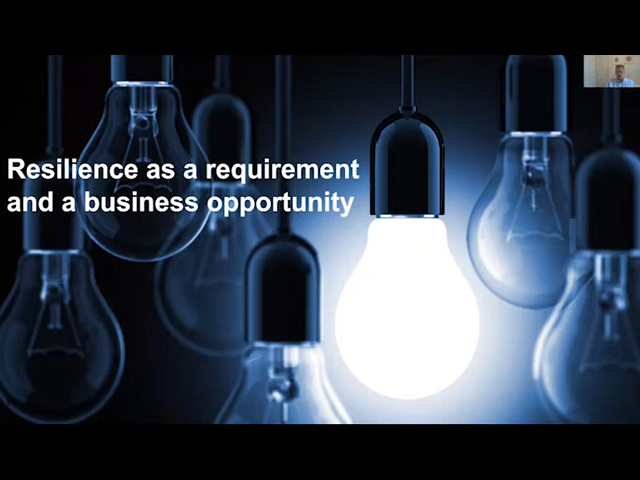 Resilience as a requirement
and a business opportunity